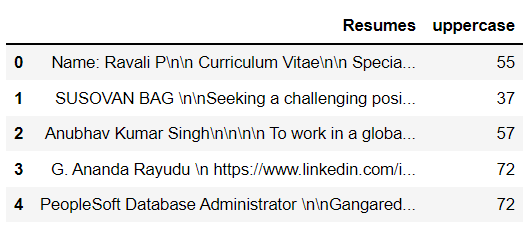 Resumes uppercase
0 Name: Ravali P\n\n Curriculum Vitae\n\n Specia... 55
1 SUSOVAN BAG \n\nSeeking a challenging posi... 37
2 Anubhav Kumar Singh\n\n\n\n To work in a globa... 57
3 G. Ananda Rayudu \n https://www.linkedin.com/i... 72
4 PeopleSoft Database Administrator \n\nGangared... 72